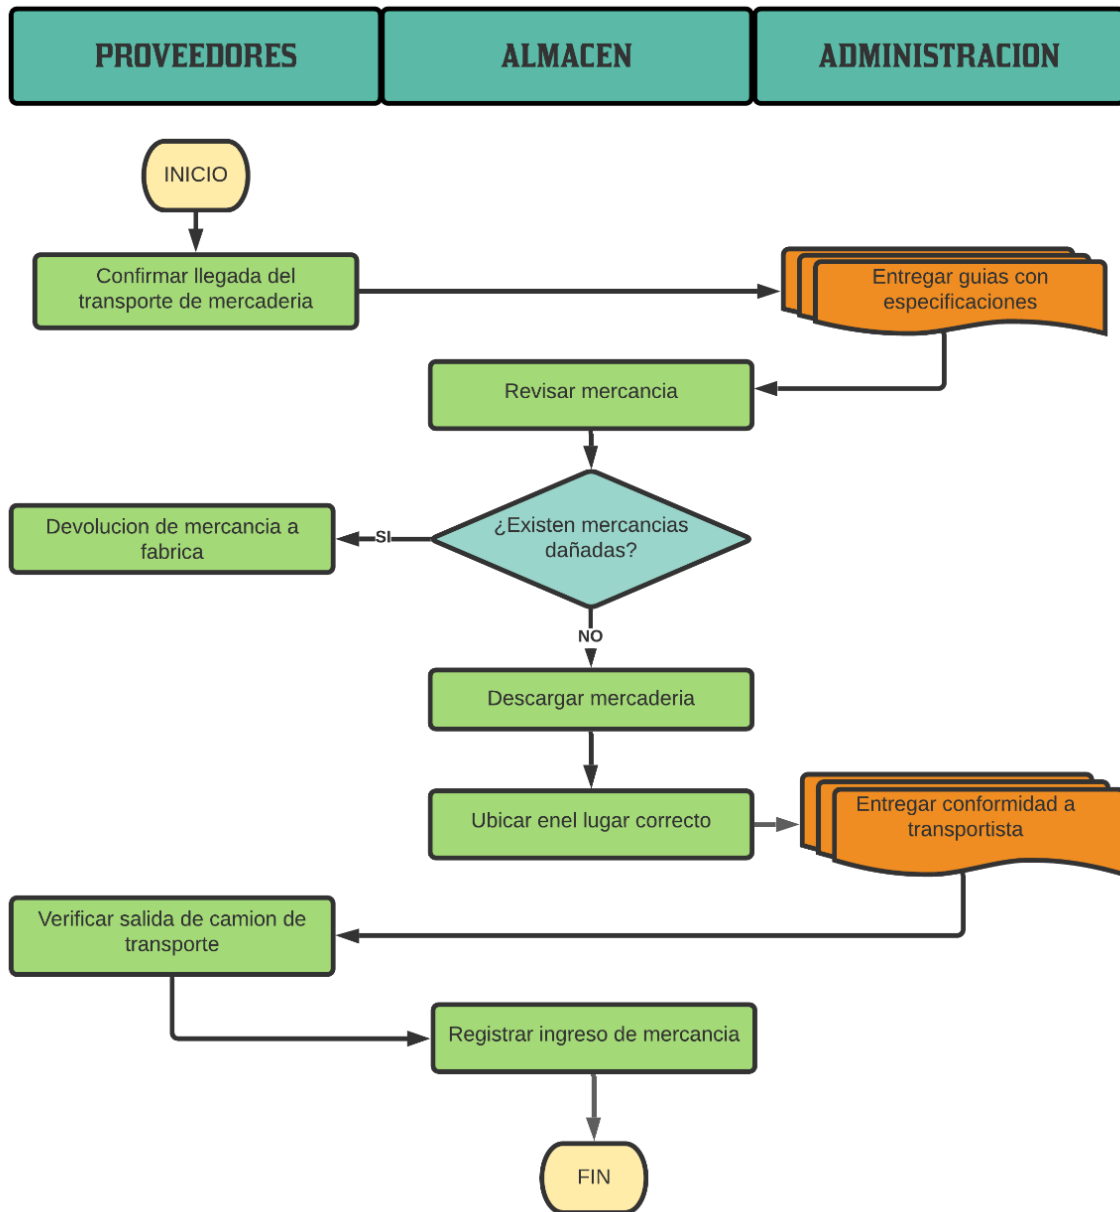 PROVEEDORES
ALMACEN
ADMINISTRACION
INICIO
Confirmar llegada del
transporte de mercaderia
Entregar guias con
especificaciones
Revisar mercancia
¿Existen mercancias
dañadas?
SI
Devolucion de mercancia a
fabrica
NO
Descargar mercaderia
Ubicar enel lugar correcto
Entregar conformidad a
transportista
Verificar salida de camion de
transporte
Registrar ingreso de mercancia
FIN